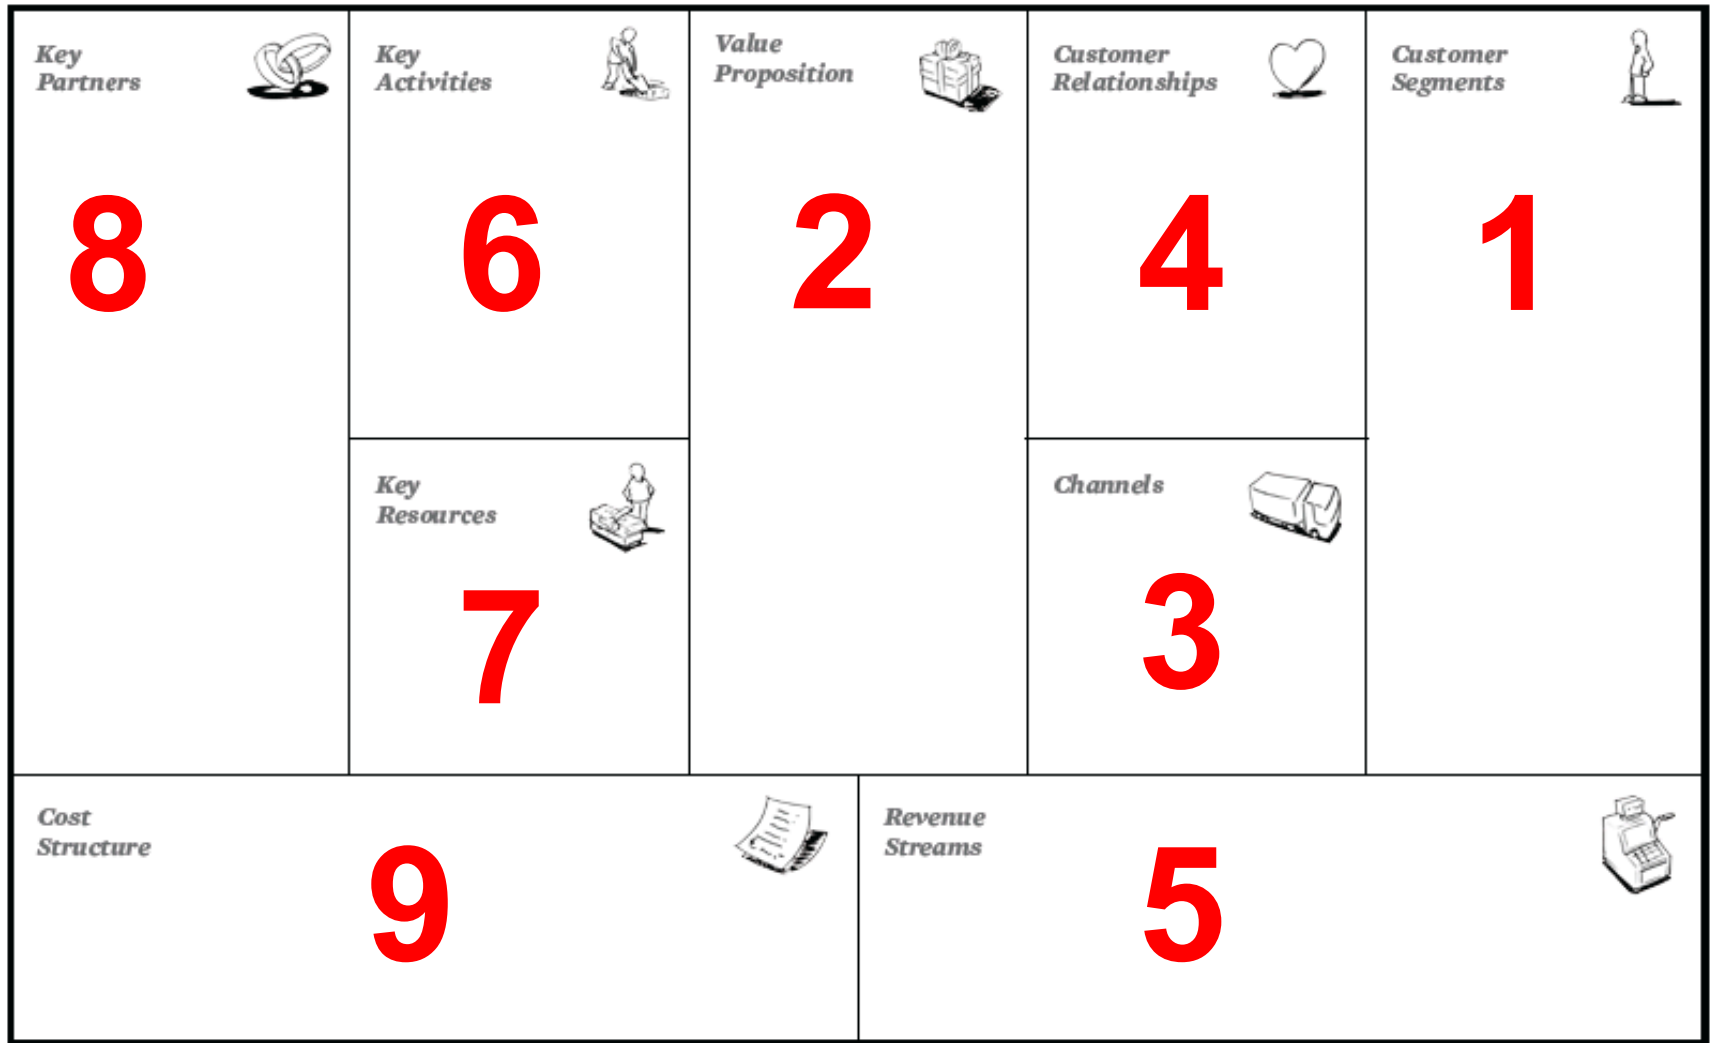 Key
Partners
8
Key
Activities
6
Key
Resources
7
Value
Proposition
2
Customer
Relationships
4
Channels
3
Customer
Segments
1
Cost
Structure
9
Revenue
Streams
5